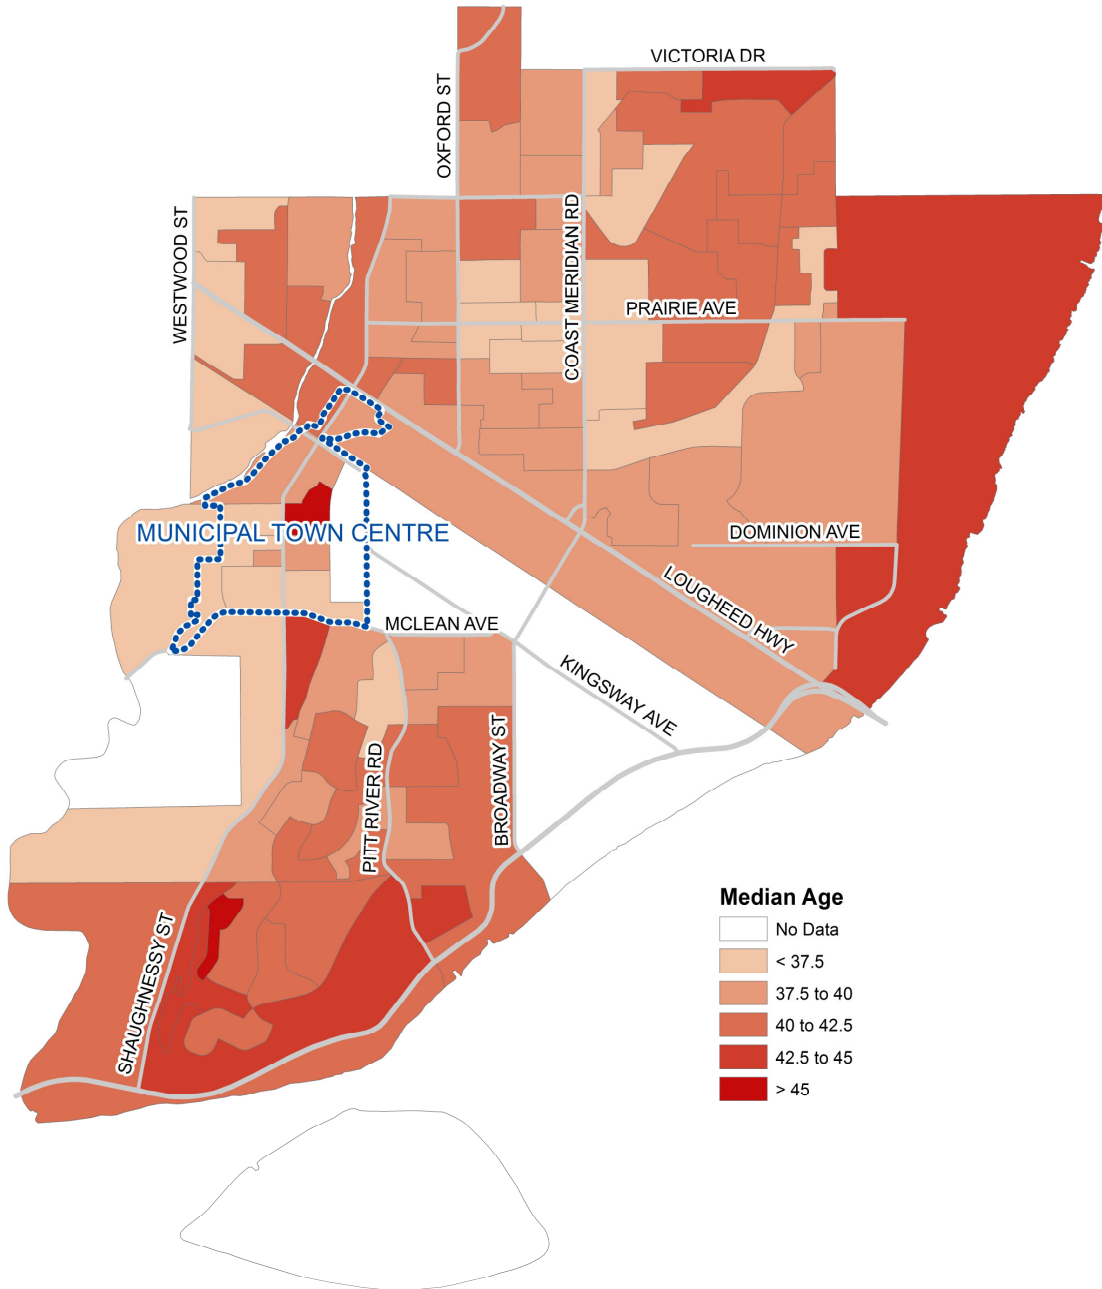 VICTORIA DR
OXFORD ST
WESTWOOD ST
COAST MERIDIAN RD
PRAIRIE AVE
MUNICIPAL TOWN CENTRE
DOMINION AVE
LOUGHEED HWY
MCLEAN AVE
KINGSWAY AVE
PITT RIVER RD
BROADWAY ST
SHAUGHNESSY ST
Median Age
No Data
< 37.5
37.5 to 40
40 to 42.5
42.5 to 45
> 45